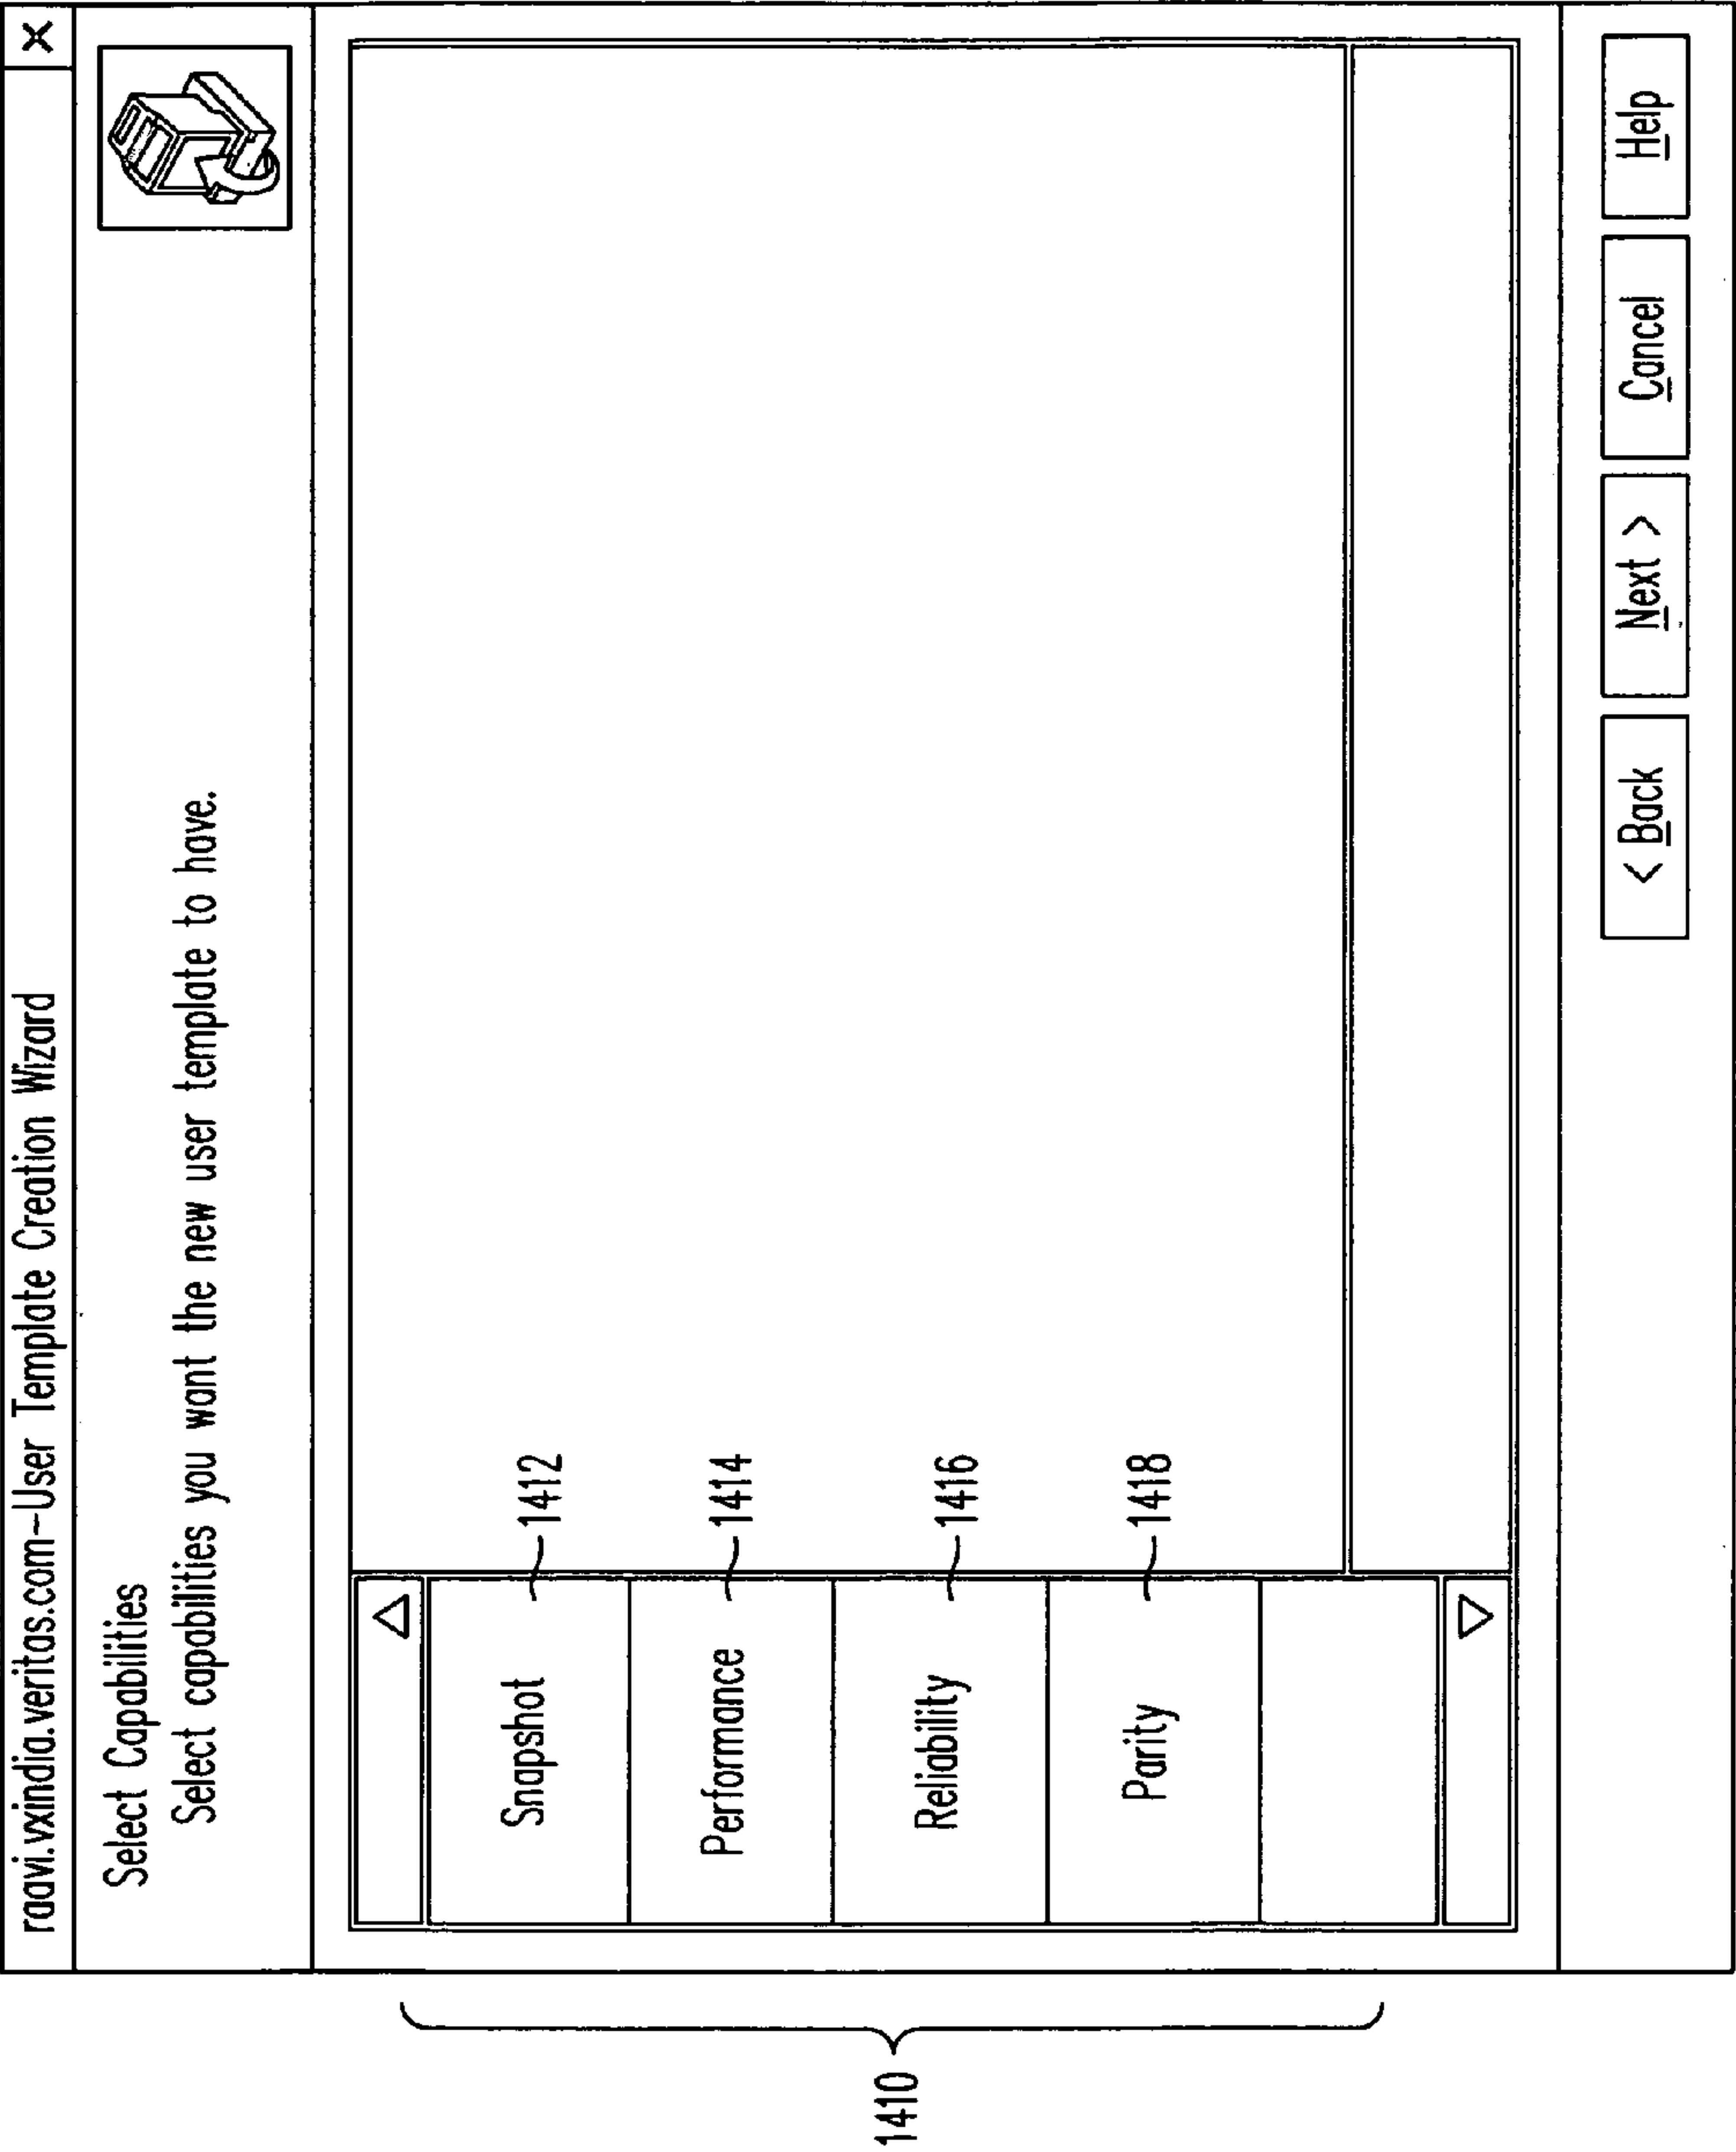 raavi.vxindia.veritas.com-User Template Creation Wizard X
Select Capabilities
Select capabilities you want the new user template to have.
Snapshot 1412
Performance 1414
Reliability 1416
Parity 1418
1410
< Back Next > Cancel Help